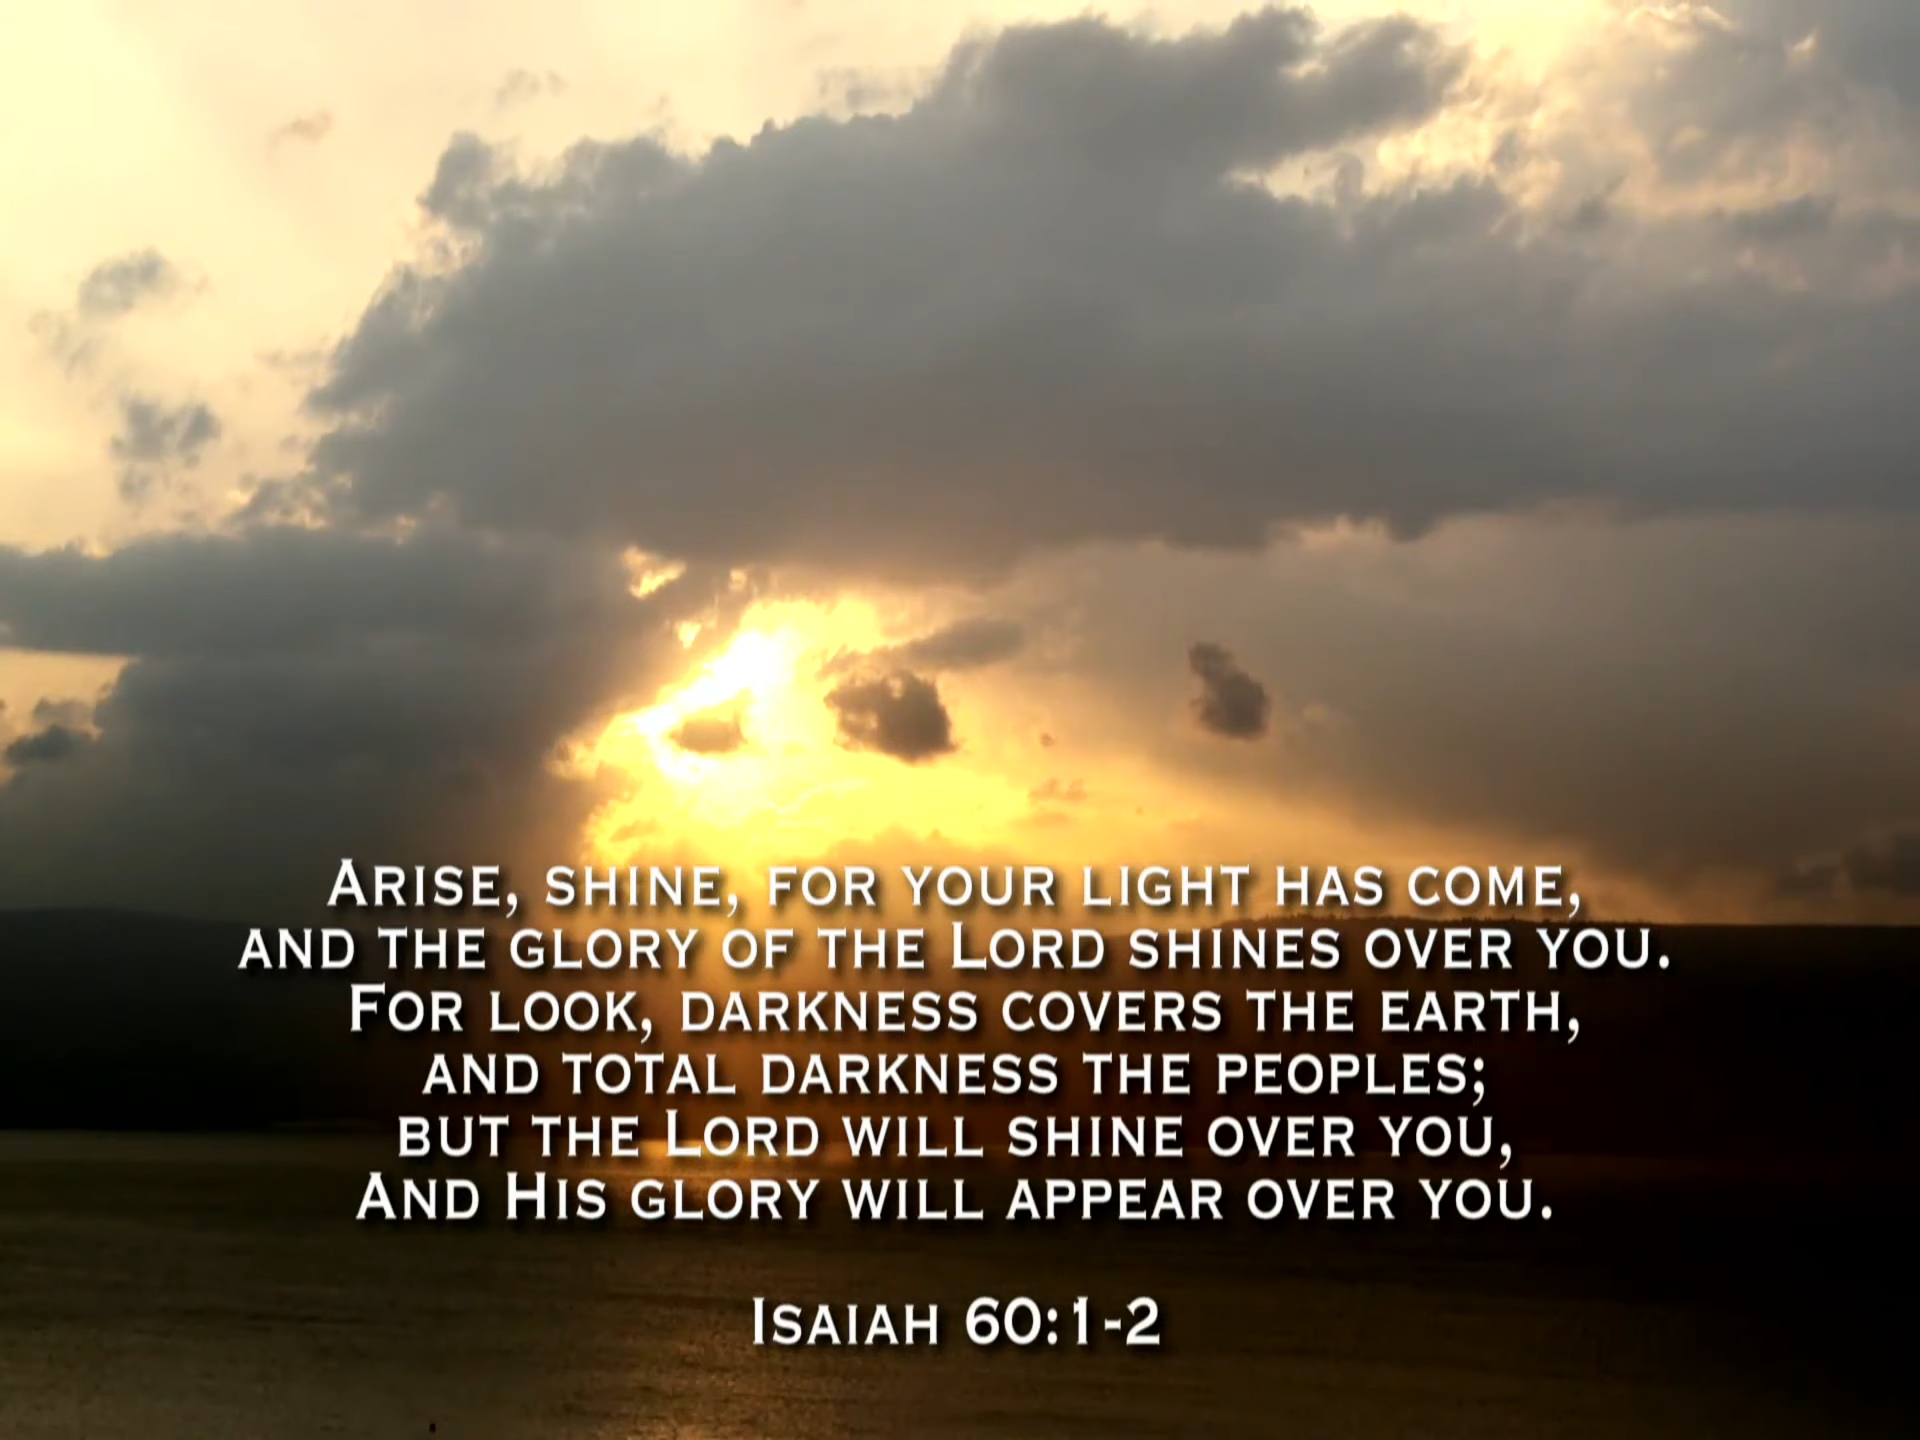 Arise, shine, for your light has come,
and the glory of the Lord shines over you.
For look, darkness covers the earth,
and total darkness the peoples;
but the Lord will shine over you,
And His glory will appear over you.
Isaiah 60:1-2